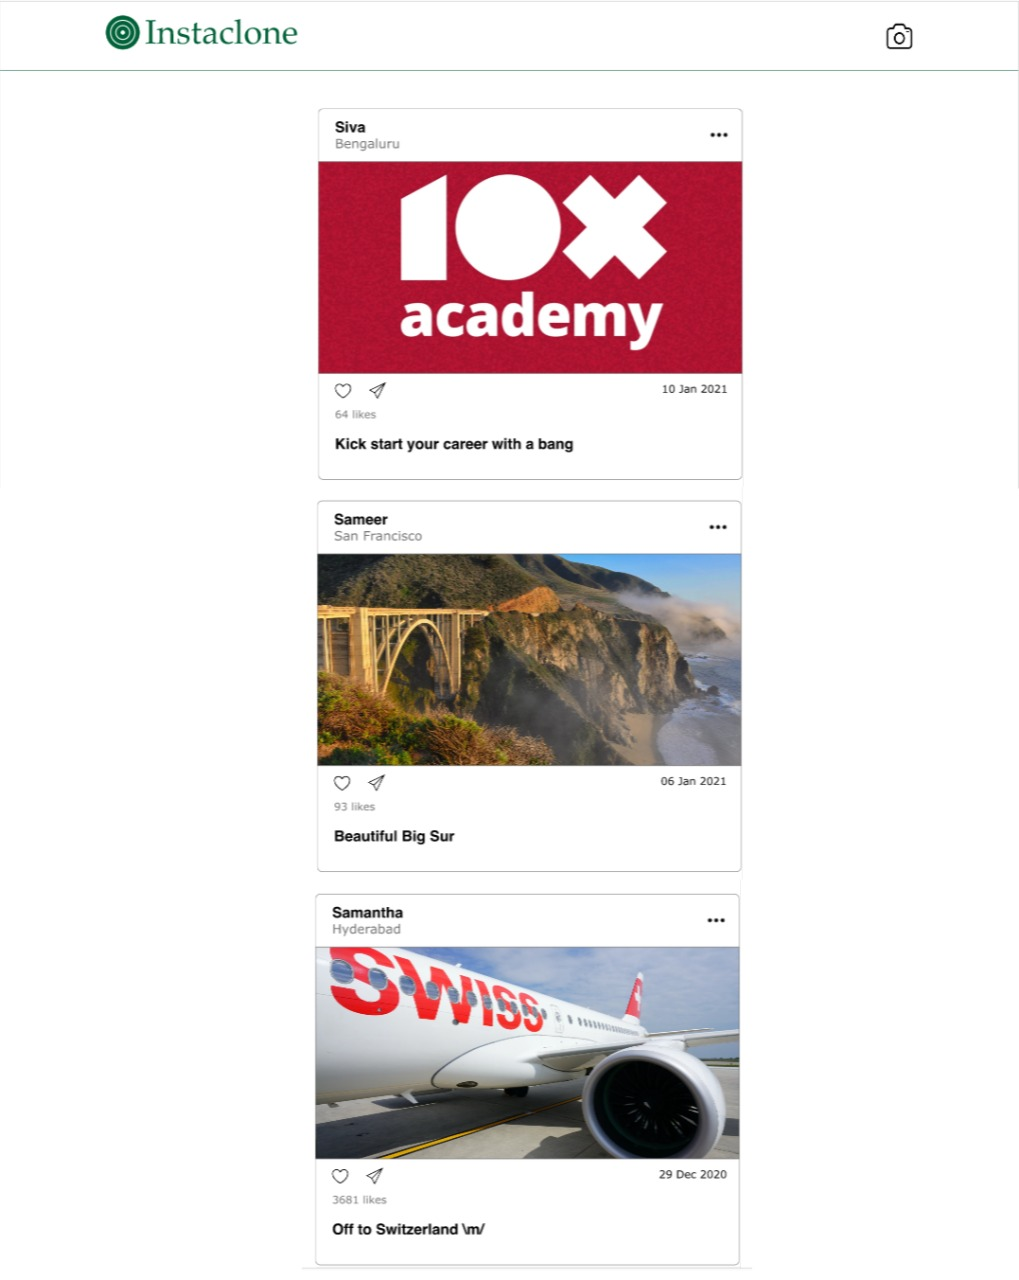 Instaclone
Siva
Bengaluru
10X
academy
10 Jan 2021
64 likes
Kick start your career with a bang
Sameer
San Francisco
06 Jan 2021
93 likes
Beautiful Big Sur
Samantha
Hyderabad
SWISS
29 Dec 2020
3681 likes
Off to Switzerland \m/